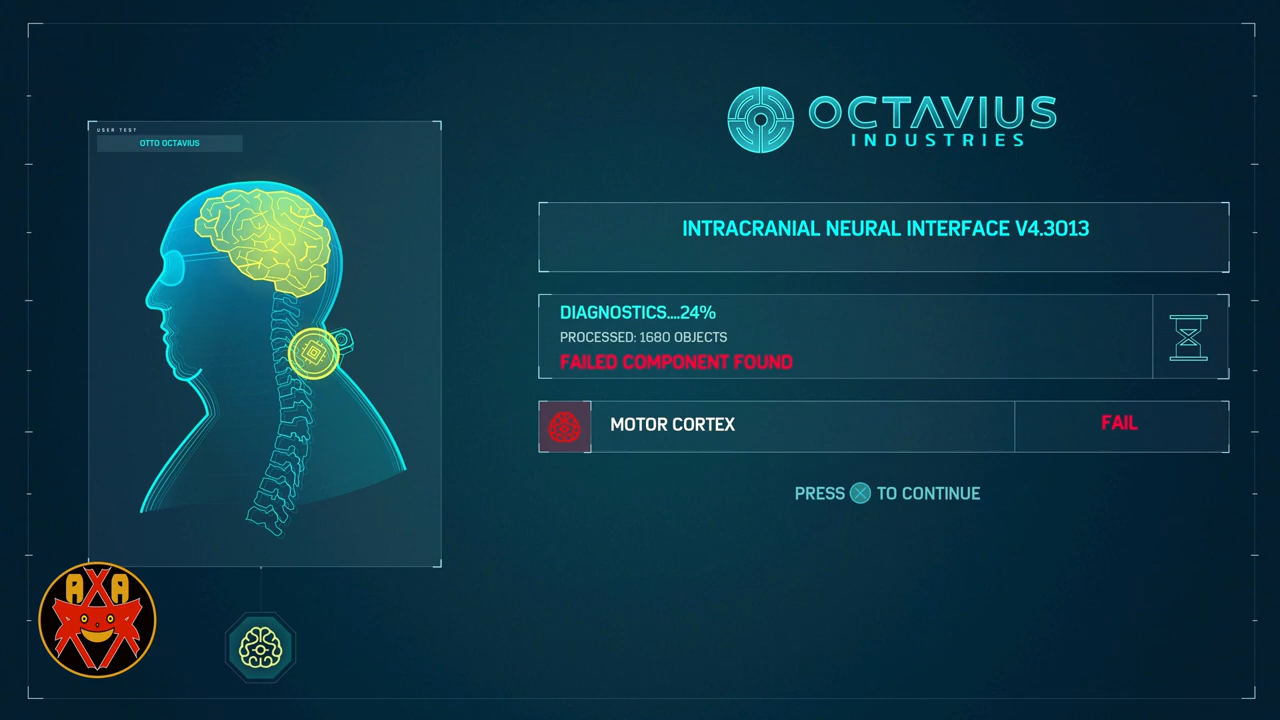 USER TEST
OTTO OCTAVIUS
OCTAVIUS
INDUSTRIES
INTRACRANIAL NEURAL INTERFACE V4.3013
DIAGNOSTICS....24%
PROCESSED: 1680 OBJECTS
FAILED COMPONENT FOUND
MOTOR CORTEX
FAIL
PRESS TO CONTINUE
AXA